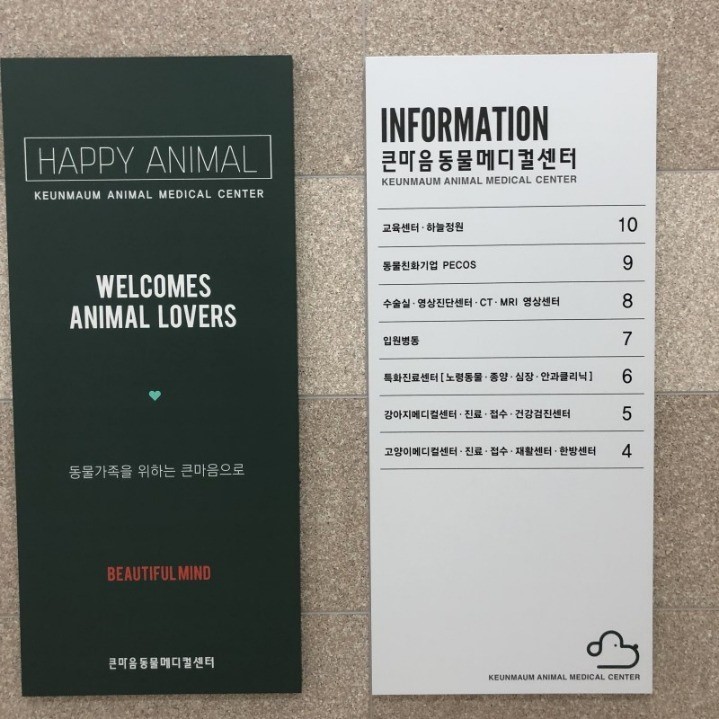 HAPPY ANIMAL
KEUNMAUM ANIMAL MEDICAL CENTER
WELCOMES
ANIMAL LOVERS
동물가족을 위하는 큰마음으로
BEAUTIFUL MIND
큰마음동물메디컬센터
INFORMATION
큰마음동물메디컬센터
KEUNMAUM ANIMAL MEDICAL CENTER
교육센터·하늘정원 10
동물친화기업 PECOS 9
수술실·영상진단센터·CT·MRI 영상센터 8
입원병동 7
특화진료센터[노령동물·종양·심장·안과클리닉] 6
강아지메디컬센터·진료·접수·건강검진센터 5
고양이메디컬센터·진료·접수·재활센터·한방센터 4
KEUNMAUM ANIMAL MEDICAL CENTER